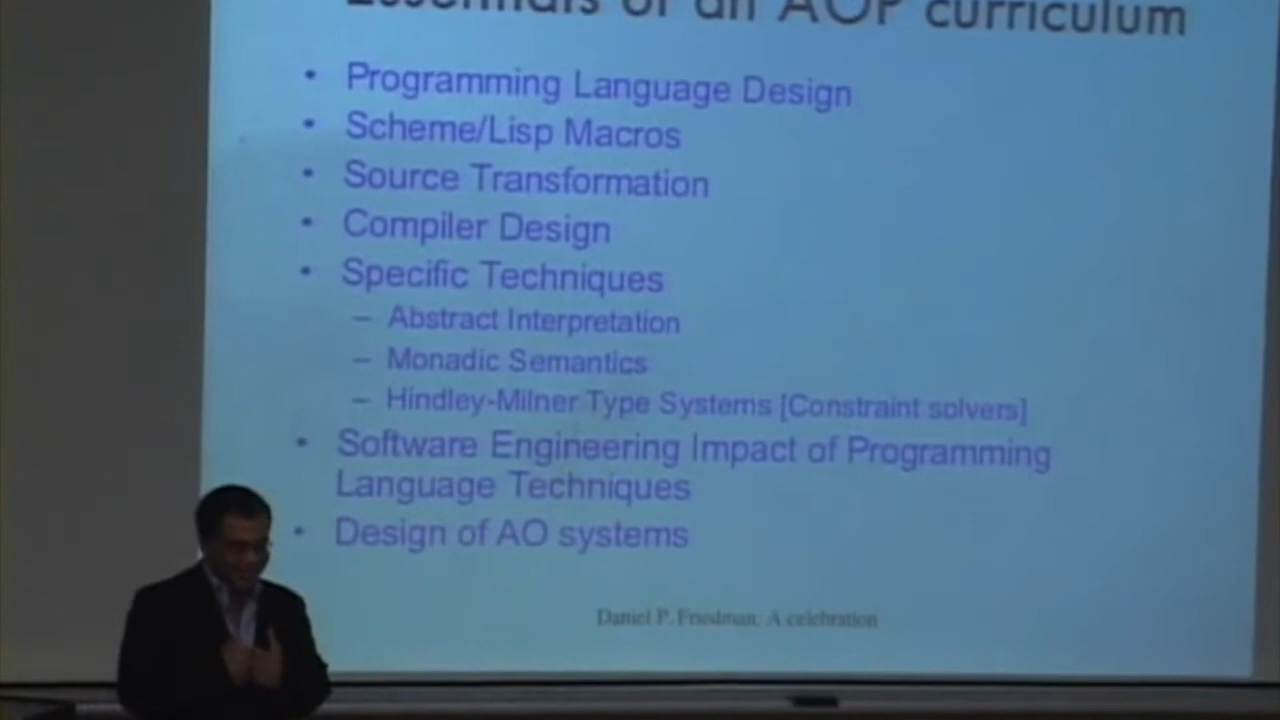 Essentials of an AOP curriculum
• Programming Language Design
• Scheme/Lisp Macros
• Source Transformation
• Compiler Design
• Specific Techniques
– Abstract Interpretation
– Monadic Semantics
– Hindley-Milner Type Systems [Constraint solvers]
• Software Engineering Impact of Programming
Language Techniques
• Design of AO systems
Daniel P. Friedman: A celebration